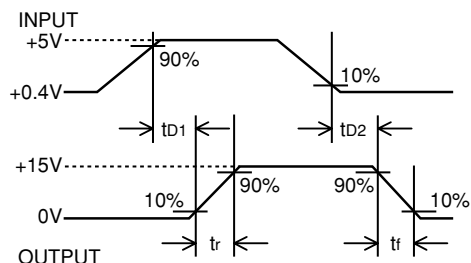 INPUT
+5V
90%
10%
+0.4V
tD1
tD2
+15V
10%
90%
90%
10%
0V
tr
tf
OUTPUT